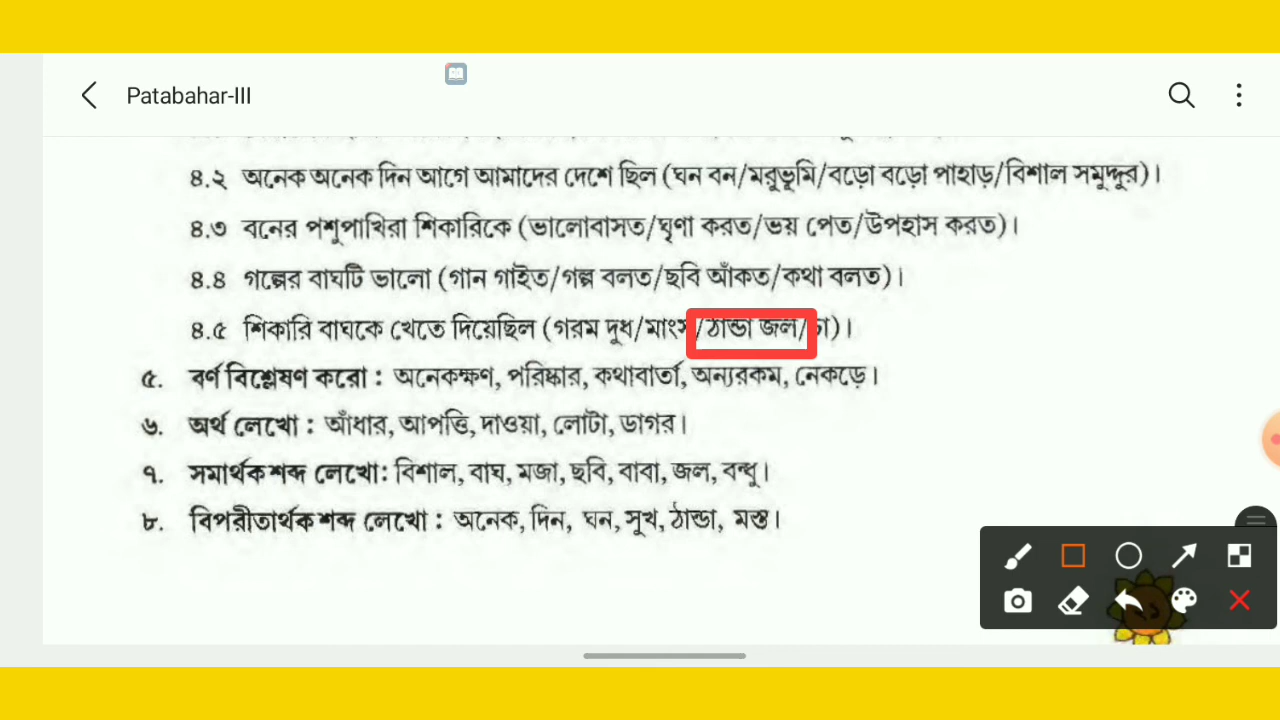 Patabahar-III
৪.২ অনেক অনেক দিন আগে আমাদের দেশে ছিল (ঘন বন/মরুভূমি/বড়ো বড়ো পাহাড়/বিশাল সমুদ্দুর)।
৪.৩ বনের পশুপাখিরা শিকারিকে (ভালোবাসত/ঘৃণা করত/ভয় পেত/উপহাস করত)।
৪.৪ গল্পের বাঘটি ভালো (গান গাইত/গল্প বলত/ছবি আঁকত/কথা বলত)।
৪.৫ শিকারি বাঘকে খেতে দিয়েছিল (গরম দুধ/মাংস/ঠান্ডা জল/চা)।
৫. বর্ণ বিশ্লেষণ করো : অনেকক্ষণ, পরিষ্কার, কথাবার্তা, অন্যরকম, নেকড়ে।
৬. অর্থ লেখো : আঁধার, আপত্তি, দাওয়া, লোটা, ডাগর।
৭. সমার্থক শব্দ লেখো: বিশাল, বাঘ, মজা, ছবি, বাবা, জল, বন্ধু।
৮. বিপরীতার্থক শব্দ লেখো : অনেক, দিন, ঘন, সুখ, ঠান্ডা, মস্ত।